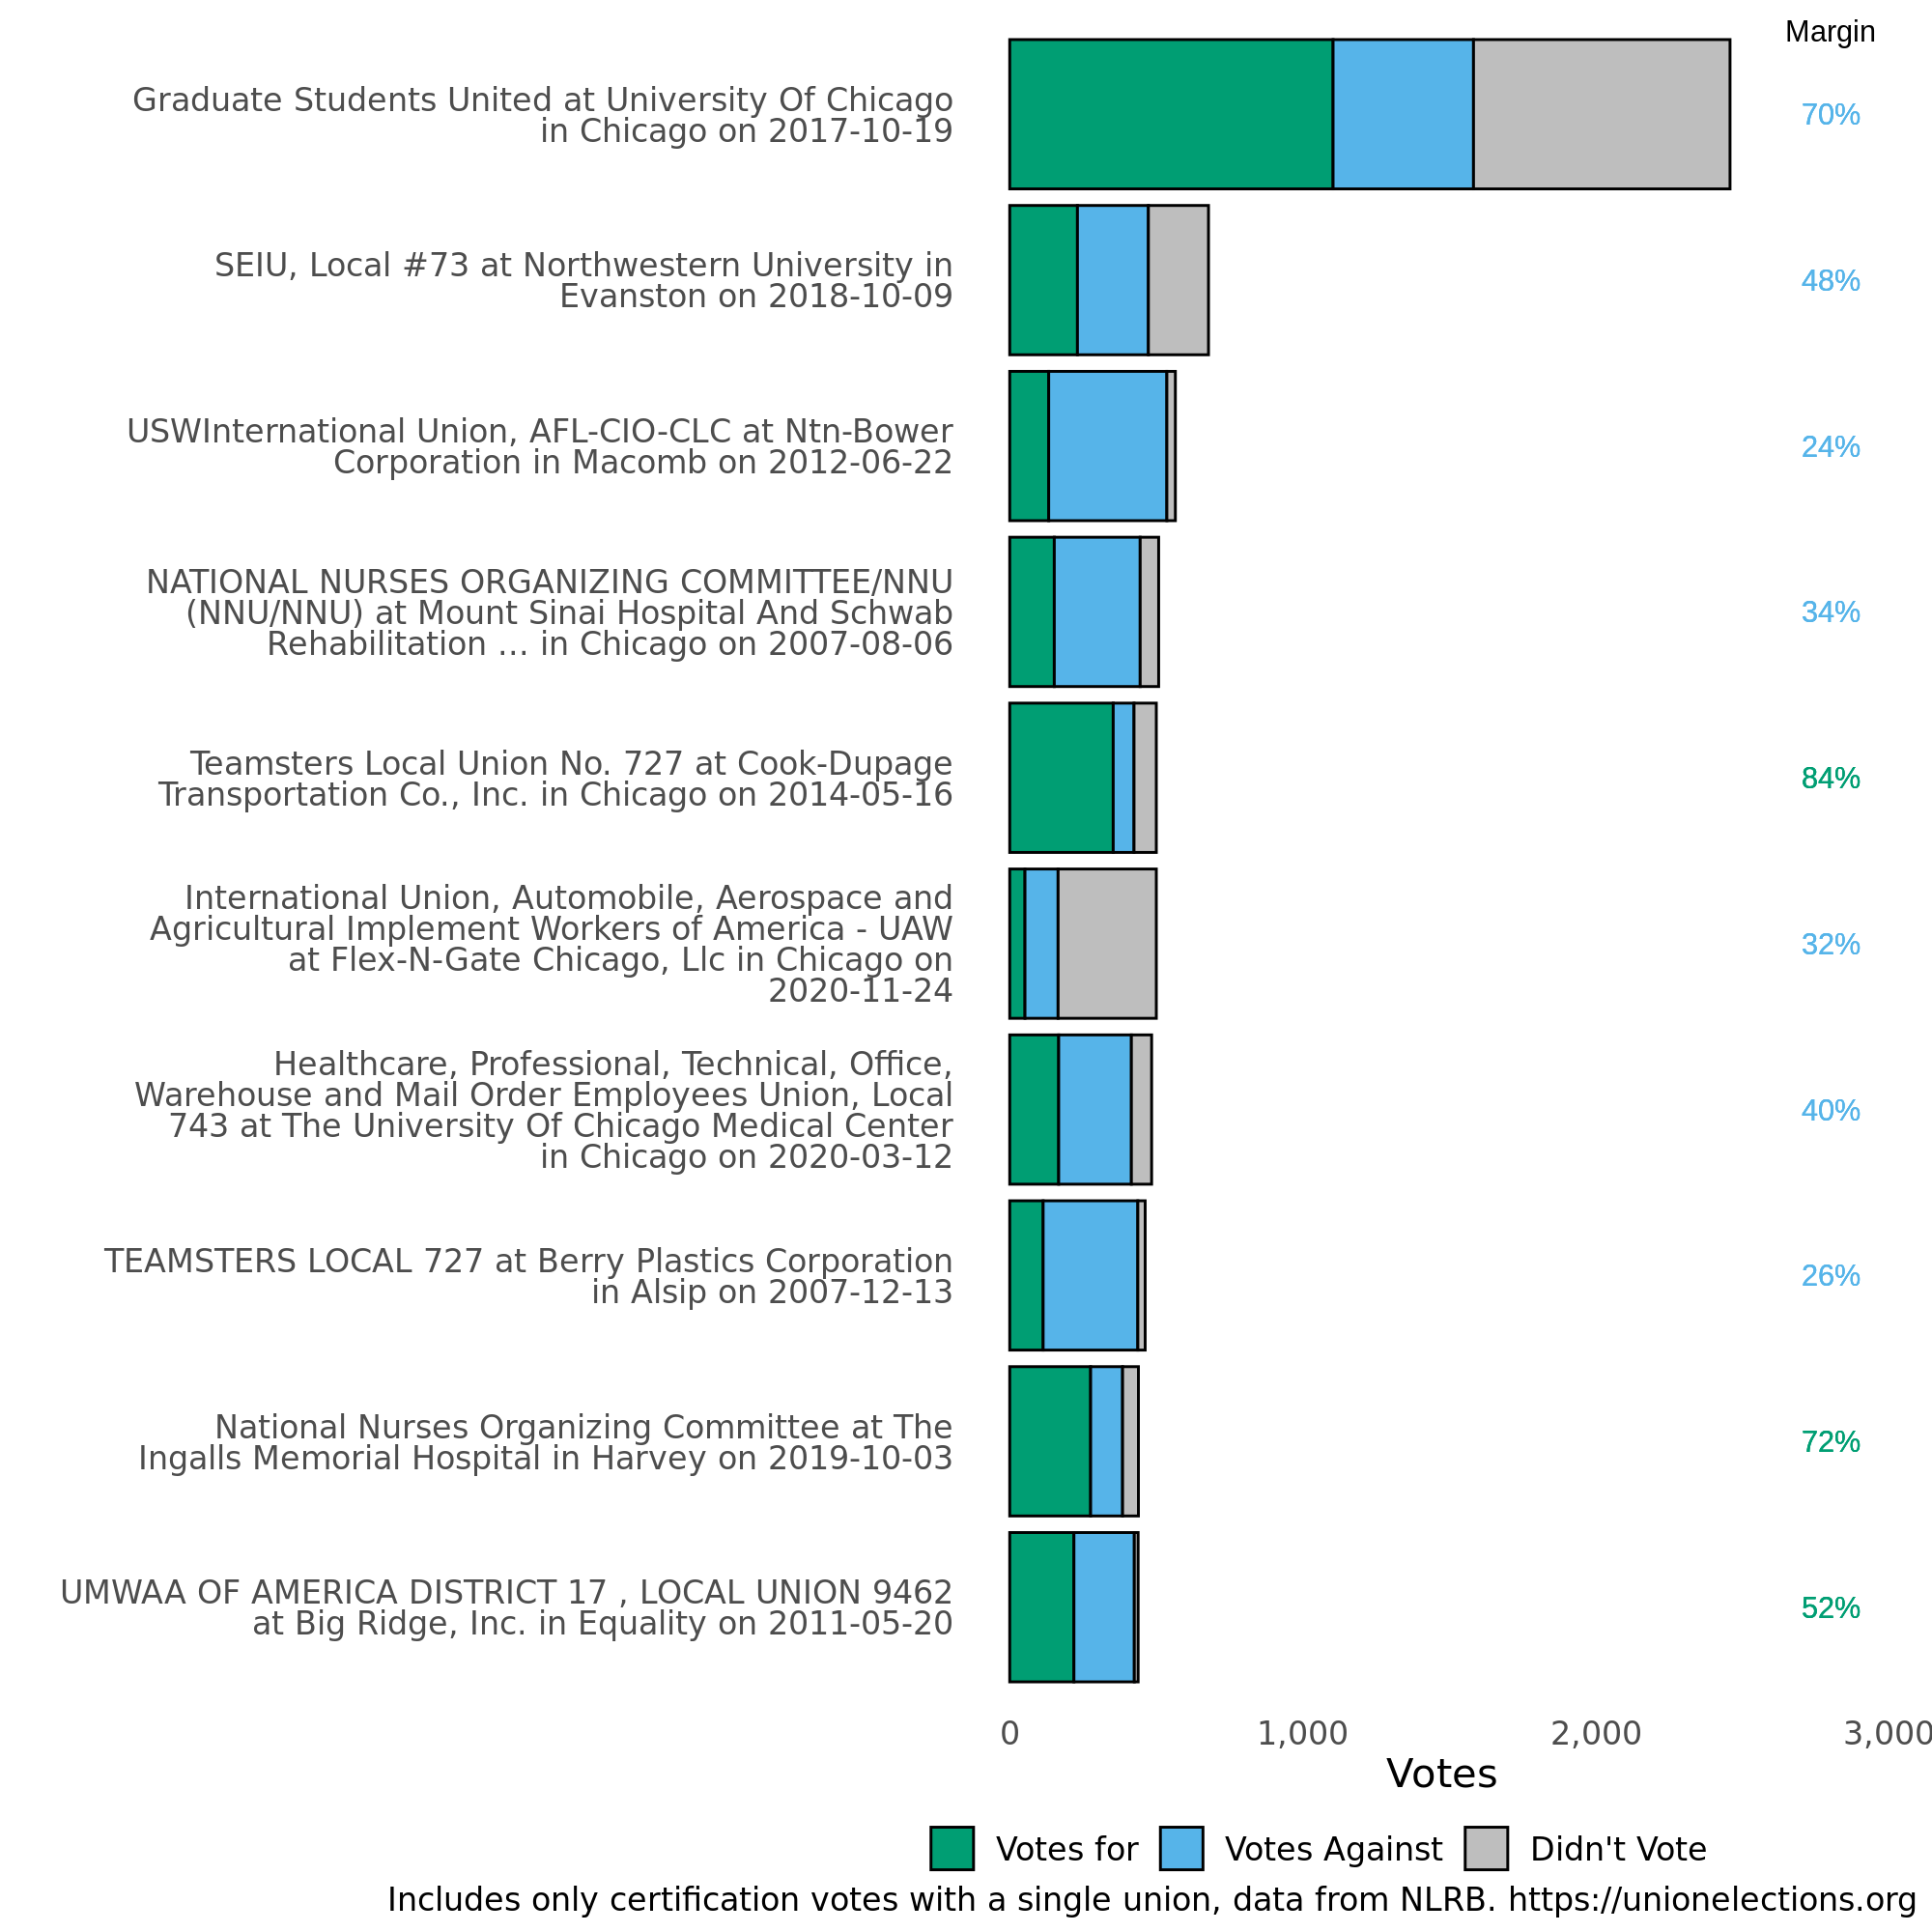 Margin
Graduate Students United at University Of Chicago
in Chicago on 2017-10-19
70%
SEIU, Local #73 at Northwestern University in
Evanston on 2018-10-09
48%
USWInternational Union, AFL-CIO-CLC at Ntn-Bower
Corporation in Macomb on 2012-06-22
24%
NATIONAL NURSES ORGANIZING COMMITTEE/NNU
(NNU/NNU) at Mount Sinai Hospital And Schwab
Rehabilitation ... in Chicago on 2007-08-06
34%
Teamsters Local Union No. 727 at Cook-Dupage
Transportation Co., Inc. in Chicago on 2014-05-16
84%
International Union, Automobile, Aerospace and
Agricultural Implement Workers of America - UAW
at Flex-N-Gate Chicago, Llc in Chicago on
2020-11-24
32%
Healthcare, Professional, Technical, Office,
Warehouse and Mail Order Employees Union, Local
743 at The University Of Chicago Medical Center
in Chicago on 2020-03-12
40%
TEAMSTERS LOCAL 727 at Berry Plastics Corporation
in Alsip on 2007-12-13
26%
National Nurses Organizing Committee at The
Ingalls Memorial Hospital in Harvey on 2019-10-03
72%
UMWAA OF AMERICA DISTRICT 17 , LOCAL UNION 9462
at Big Ridge, Inc. in Equality on 2011-05-20
52%
0 1,000 2,000 3,000
Votes
Votes for Votes Against Didn't Vote
Includes only certification votes with a single union, data from NLRB. https://unionelections.org